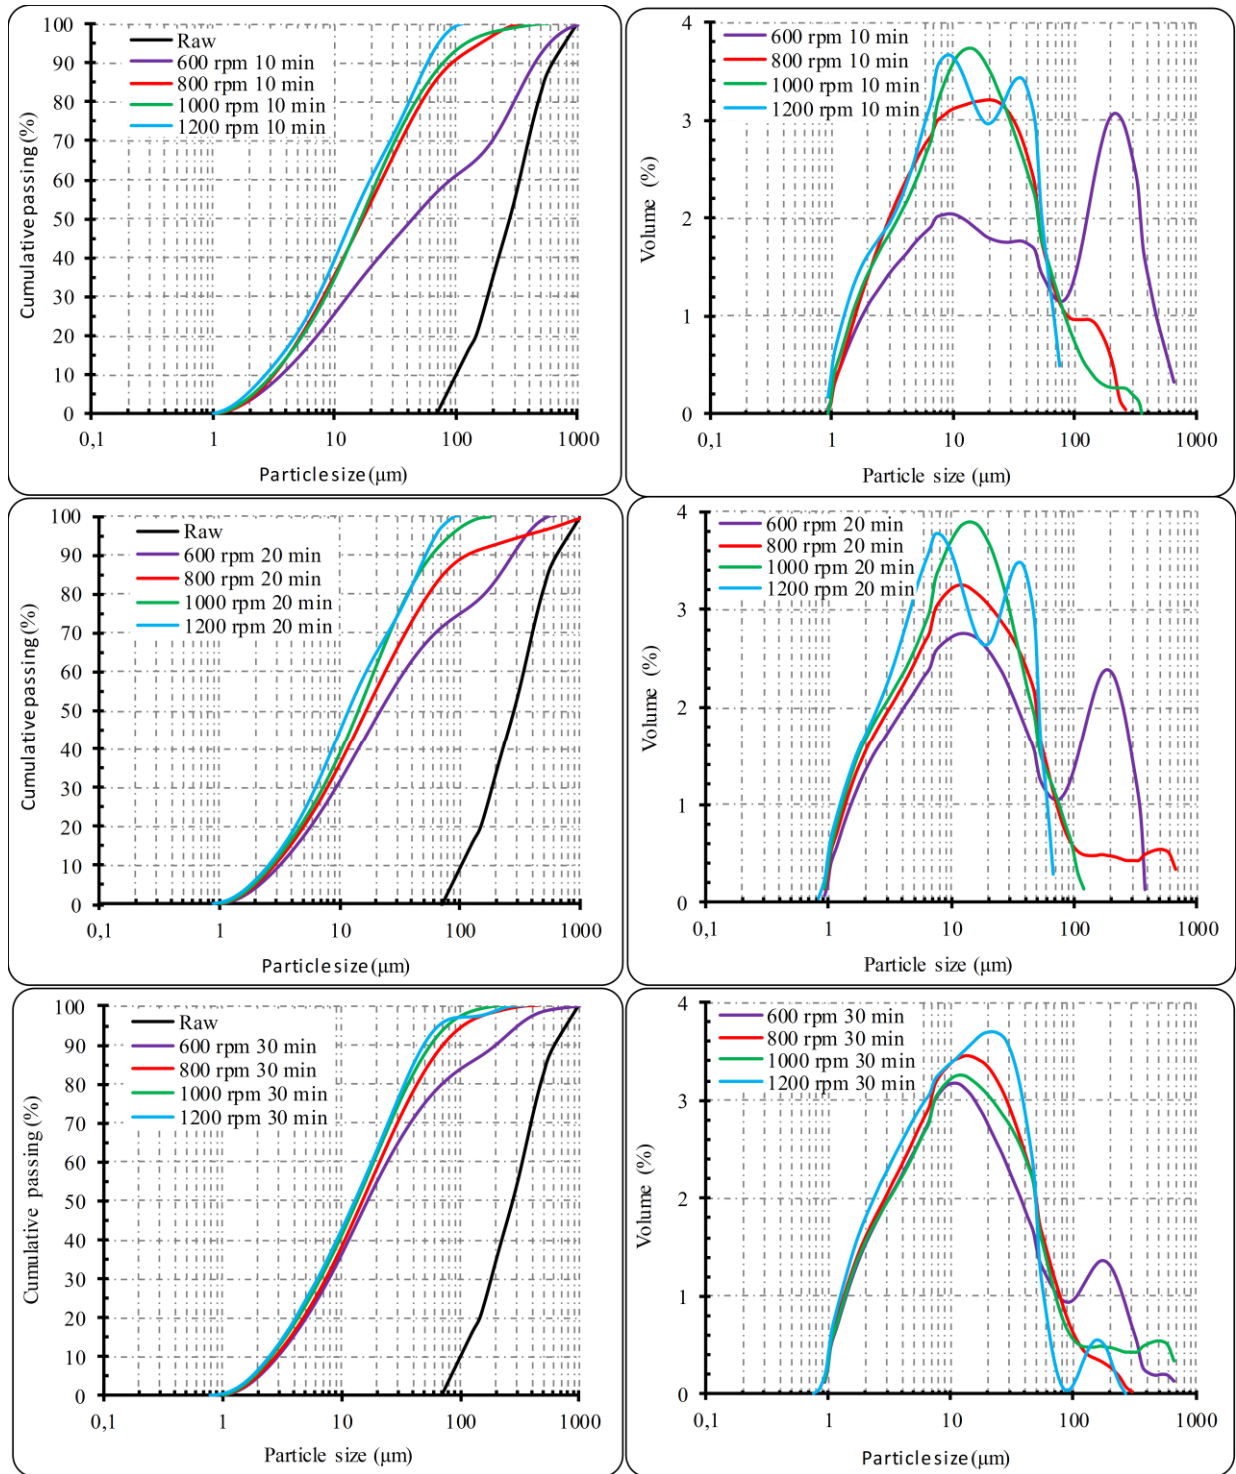 100
90
80
70
60
50
40
30
20
10
0
Cumulative passing (%)
Raw
600 rpm 10 min
800 rpm 10 min
1000 rpm 10 min
1200 rpm 10 min
0,1 1 10 100 1000
Particle size (µm)
4
3
2
1
0
Volume (%)
600 rpm 10 min
800 rpm 10 min
1000 rpm 10 min
1200 rpm 10 min
0,1 1 10 100 1000
Particle size (µm)
100
90
80
70
60
50
40
30
20
10
0
Cumulative passing (%)
Raw
600 rpm 20 min
800 rpm 20 min
1000 rpm 20 min
1200 rpm 20 min
0,1 1 10 100 1000
Particle size (µm)
4
3
2
1
0
Volume (%)
600 rpm 20 min
800 rpm 20 min
1000 rpm 20 min
1200 rpm 20 min
0,1 1 10 100 1000
Particle size (µm)
100
90
80
70
60
50
40
30
20
10
0
Cumulative passing (%)
Raw
600 rpm 30 min
800 rpm 30 min
1000 rpm 30 min
1200 rpm 30 min
0,1 1 10 100 1000
Particle size (µm)
4
3
2
1
0
Volume (%)
600 rpm 30 min
800 rpm 30 min
1000 rpm 30 min
1200 rpm 30 min
0,1 1 10 100 1000
Particle size (µm)